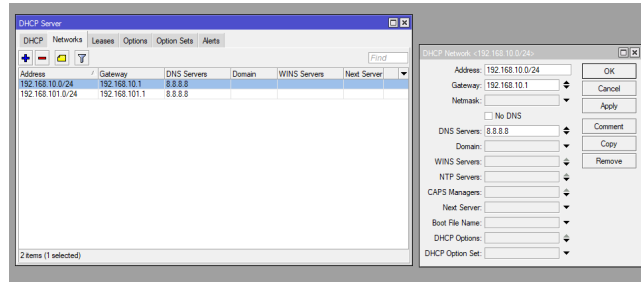 DHCP Server
DHCP Networks Leases Options Option Sets Alerts
Find
Address Gateway DNS Servers Domain WINS Servers Next Server
192.168.10.0/24 192.168.10.1 8.8.8.8
192.168.101.0/24 192.168.101.1 8.8.8.8
2 items (1 selected)
DHCP Network <192.168.10.0/24>
Address: 192.168.10.0/24 OK
Gateway: 192.168.10.1 Cancel
Netmask: Apply
No DNS
DNS Servers: 8.8.8.8 Comment
Domain: Copy
WINS Servers: Remove
NTP Servers:
CAPS Managers:
Next Server:
Boot File Name:
DHCP Options:
DHCP Option Set: